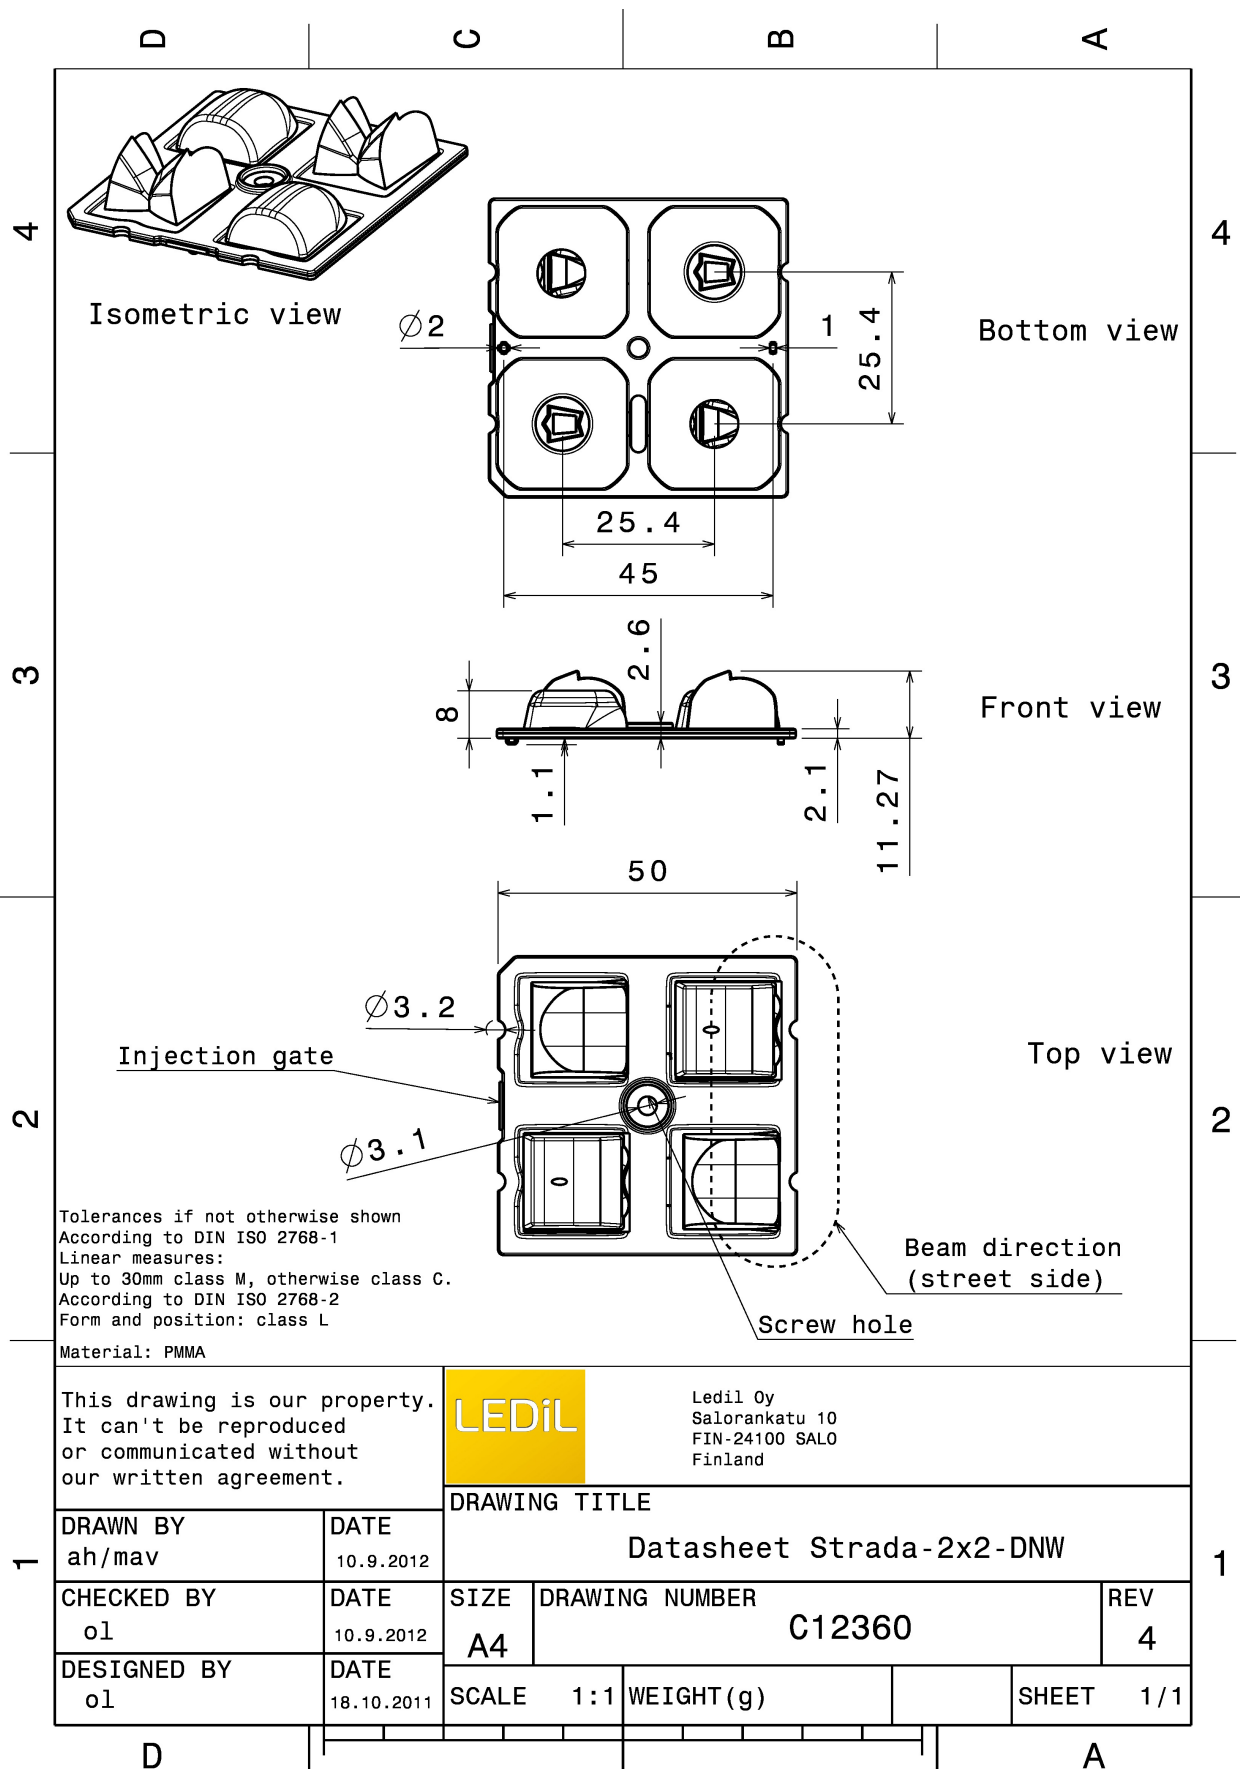 D C B A
4 4
Isometric view
Bottom view
⌀2
1
25.4
25.4
45
3 3
2.6
8
Front view
1.1
2.1
11.27
50
⌀3.2
Injection gate
Top view
2 2
⌀3.1
Tolerances if not otherwise shown
According to DIN ISO 2768-1
Linear measures:
Up to 30mm class M, otherwise class C.
According to DIN ISO 2768-2
Form and position: class L
Beam direction
(street side)
Screw hole
Material: PMMA
This drawing is our property.
It can't be reproduced
or communicated without
our written agreement.
LEDiL
Ledil Oy
Salorankatu 10
FIN-24100 SALO
Finland
DRAWING TITLE
Datasheet Strada-2x2-DNW
DRAWN BY
ah/mav
DATE
10.9.2012
1 1
CHECKED BY
ol
DATE
10.9.2012
SIZE
A4
DRAWING NUMBER
C12360
REV
4
DESIGNED BY
ol
DATE
18.10.2011
SCALE 1:1
WEIGHT(g)
SHEET 1/1
D A